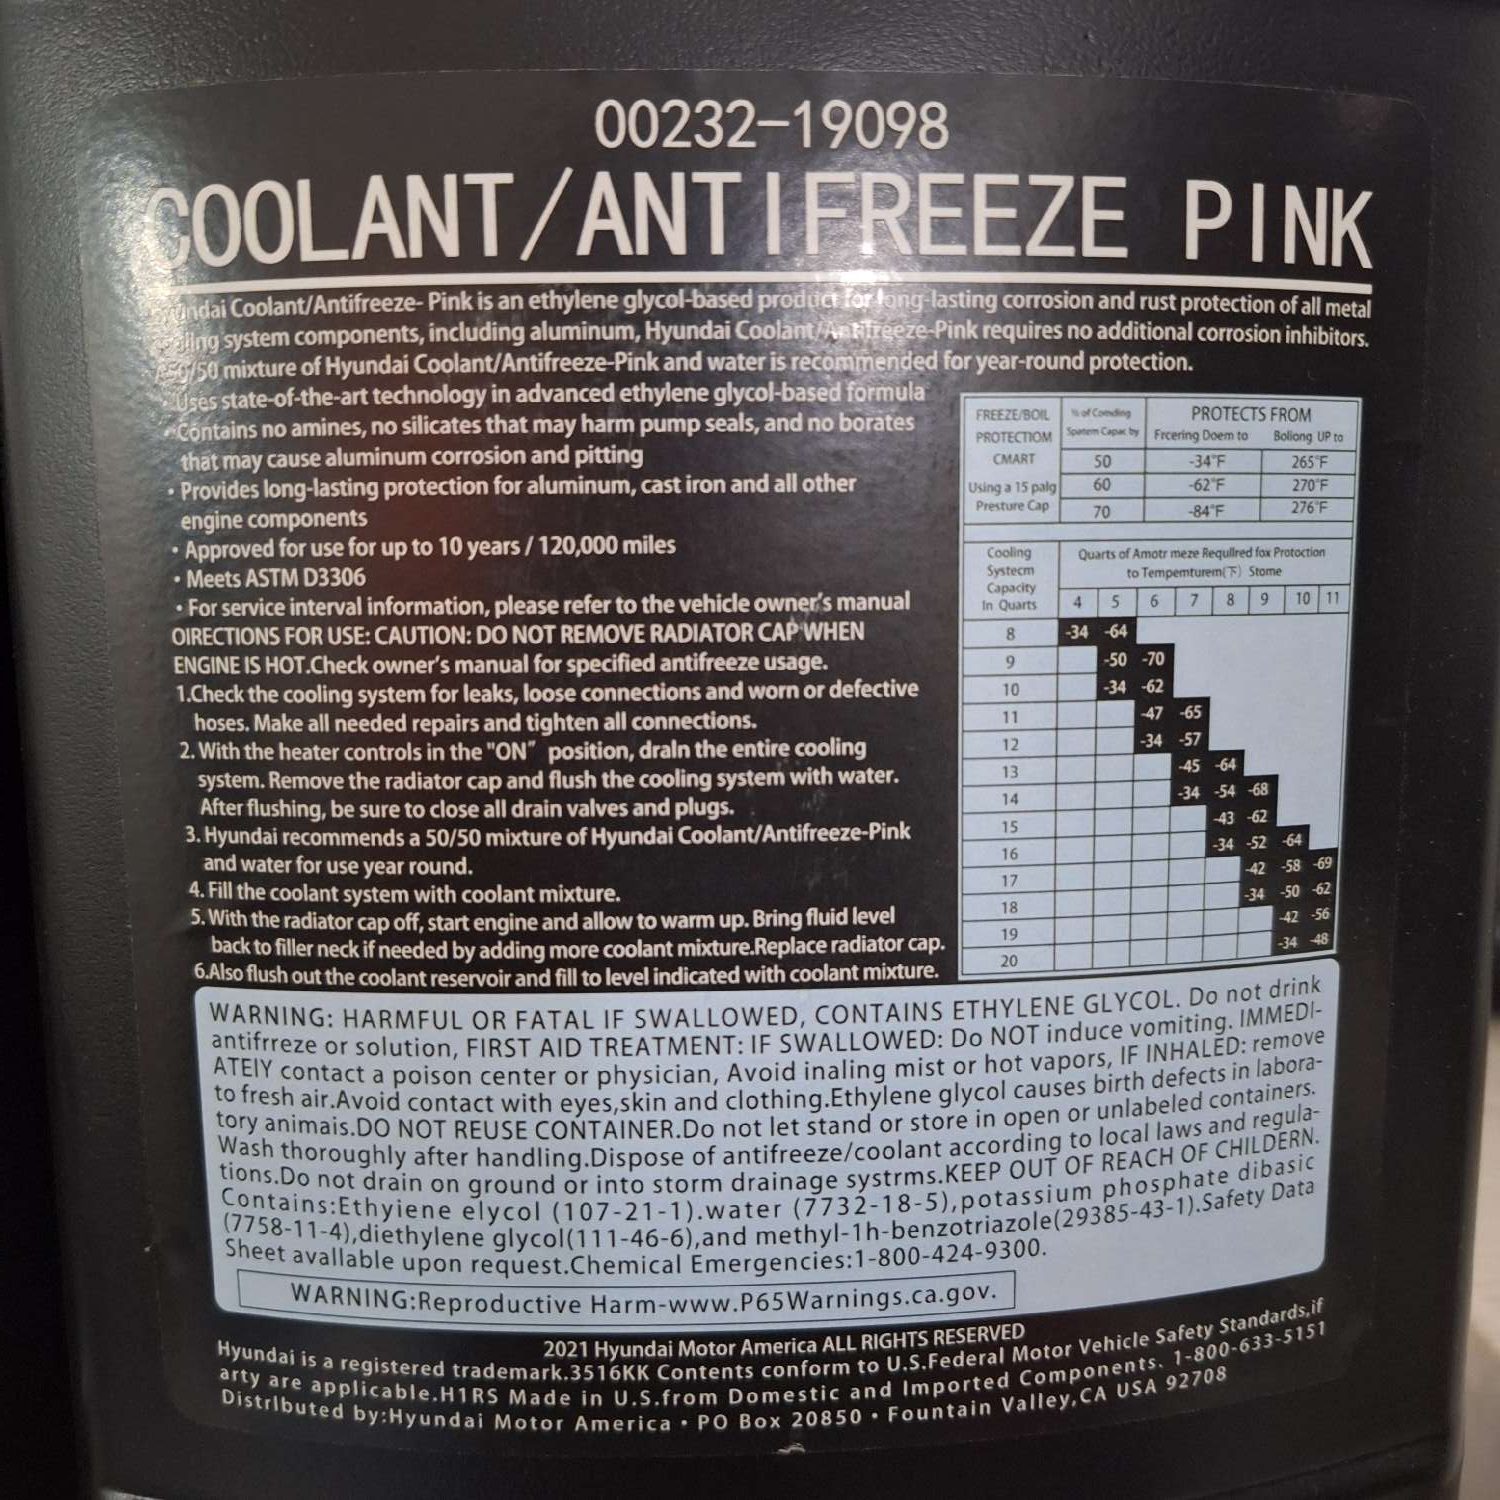 00232-19098
COOLANT/ANTIFREEZE PINK
undai Coolant/Antifreeze- Pink is an ethylene glycol-based product for long-lasting corrosion and rust protection of all metal
system components, including aluminum, Hyundai Coolant/Antifreeze-Pink requires no additional corrosion inhibitors.
50/50 mixture of Hyundai Coolant/Antifreeze-Pink and water is recommended for year-round protection.
Uses state-of-the-art technology in advanced ethylene glycol-based formula
Contains no amines, no silicates that may harm pump seals, and no borates
that may cause aluminum corrosion and pitting
• Provides long-lasting protection for aluminum, cast iron and all other
engine components
• Approved for use for up to 10 years / 120,000 miles
• Meets ASTM D3306
• For service interval information, please refer to the vehicle owner's manual
OIRECTIONS FOR USE: CAUTION: DO NOT REMOVE RADIATOR CAP WHEN
ENGINE IS HOT.Check owner's manual for specified antifreeze usage.
1.Check the cooling system for leaks, loose connections and worn or defective
hoses. Make all needed repairs and tighten all connections.
2. With the heater controls in the "ON" position, draIn the entire cooling
system. Remove the radiator cap and flush the cooling system with water.
After flushing, be sure to close all drain valves and plugs.
3. Hyundai recommends a 50/50 mixture of Hyundai Coolant/Antifreeze-Pink
and water for use year round.
4. Fill the coolant system with coolant mixture.
5. With the radiator cap off, start engine and allow to warm up. Bring fluid level
back to filler neck if needed by adding more coolant mixture.Replace radiator cap.
6.Also flush out the coolant reservoir and fill to level indicated with coolant mixture.
FREEZE/BOIL % of Comding PROTECTS FROM
PROTECTIOM Spatem Capac by Frcering Doem to Boliong UP to
CMART 50 -34°F 265°F
Using a 15 palg 60 -62°F 270°F
Presture Cap 70 -84°F 276°F
Cooling Quarts of Amotr meze Requllred fox Protoction
Systecm to Tempemturem(下) Stome
Capacity
In Quarts 4 5 6 7 8 9 10 11
8 -34 -64
9 -50 -70
10 -34 -62
11 -47 -65
12 -34 -57
13 -45 -64
14 -34 -54 -68
15 -43 -62
16 -34 -52 -64
17 -42 -58 -69
18 -34 -50 -62
19 -42 -56
20 -34 -48
WARNING: HARMFUL OR FATAL IF SWALLOWED, CONTAINS ETHYLENE GLYCOL. Do not drink
antifrreze or solution, FIRST AID TREATMENT: IF SWALLOWED: Do NOT induce vomiting. IMMEDI-
ATEIY contact a poison center or physician, Avoid inaling mist or hot vapors, IF INHALED: remove
to fresh air.Avoid contact with eyes,skin and clothing.Ethylene glycol causes birth defects in labora-
tory animais.DO NOT REUSE CONTAINER.Do not let stand or store in open or unlabeled containers.
Wash thoroughly after handling.Dispose of antifreeze/coolant according to local laws and regula-
tions.Do not drain on ground or into storm drainage systrms.KEEP OUT OF REACH OF CHILDERN.
Contains:Ethyiene elycol (107-21-1).water (7732-18-5),potassium phosphate dibasic
(7758-11-4),diethylene glycol(111-46-6),and methyl-1h-benzotriazole(29385-43-1).Safety Data
Sheet avallable upon request.Chemical Emergencies:1-800-424-9300.
WARNING:Reproductive Harm-www.P65Warnings.ca.gov.
2021 Hyundai Motor America ALL RIGHTS RESERVED
Hyundai is a registered trademark.3516KK Contents conform to U.S.Federal Motor Vehicle Safety Standards,if
arty are applicable.H1RS Made in U.S.from Domestic and Imported Components. 1-800-633-5151
DistrIbuted by:Hyundai Motor America • PO Box 20850 • Fountain Valley,CA USA 92708